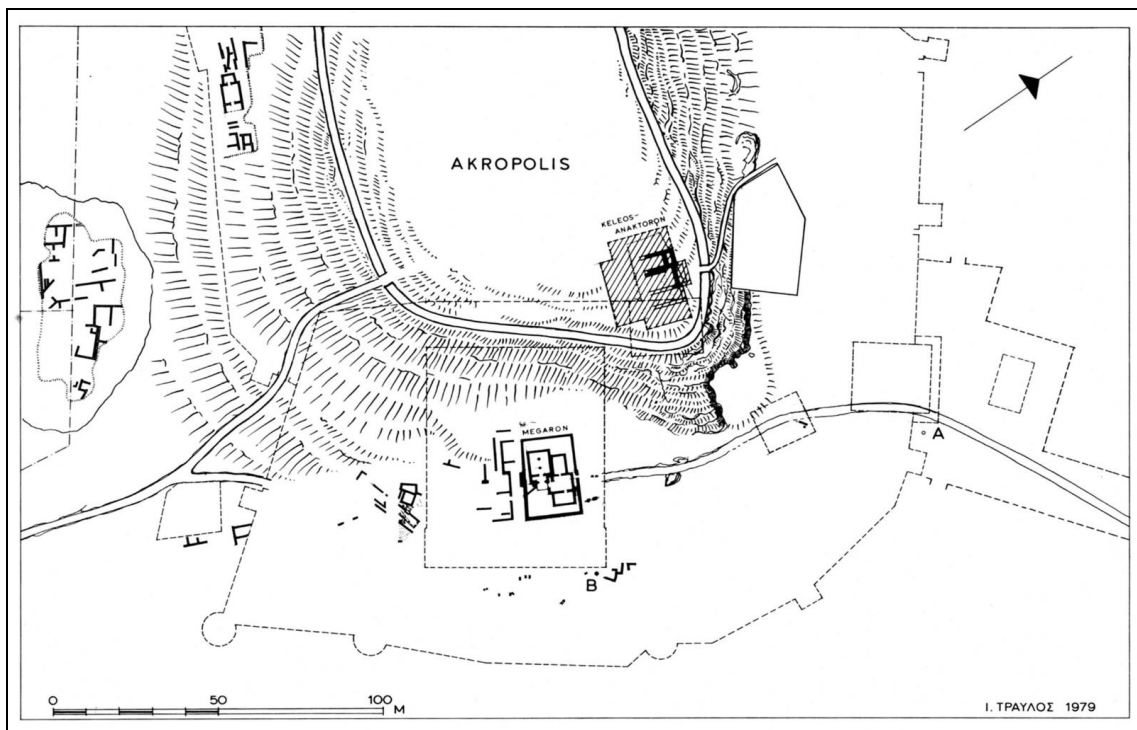 AKROPOLIS
KELEOS–
ANAKTORON
M.–
MEGARON
A
B
0 50 100 M
Ι. ΤΡΑΥΛΟΣ 1979